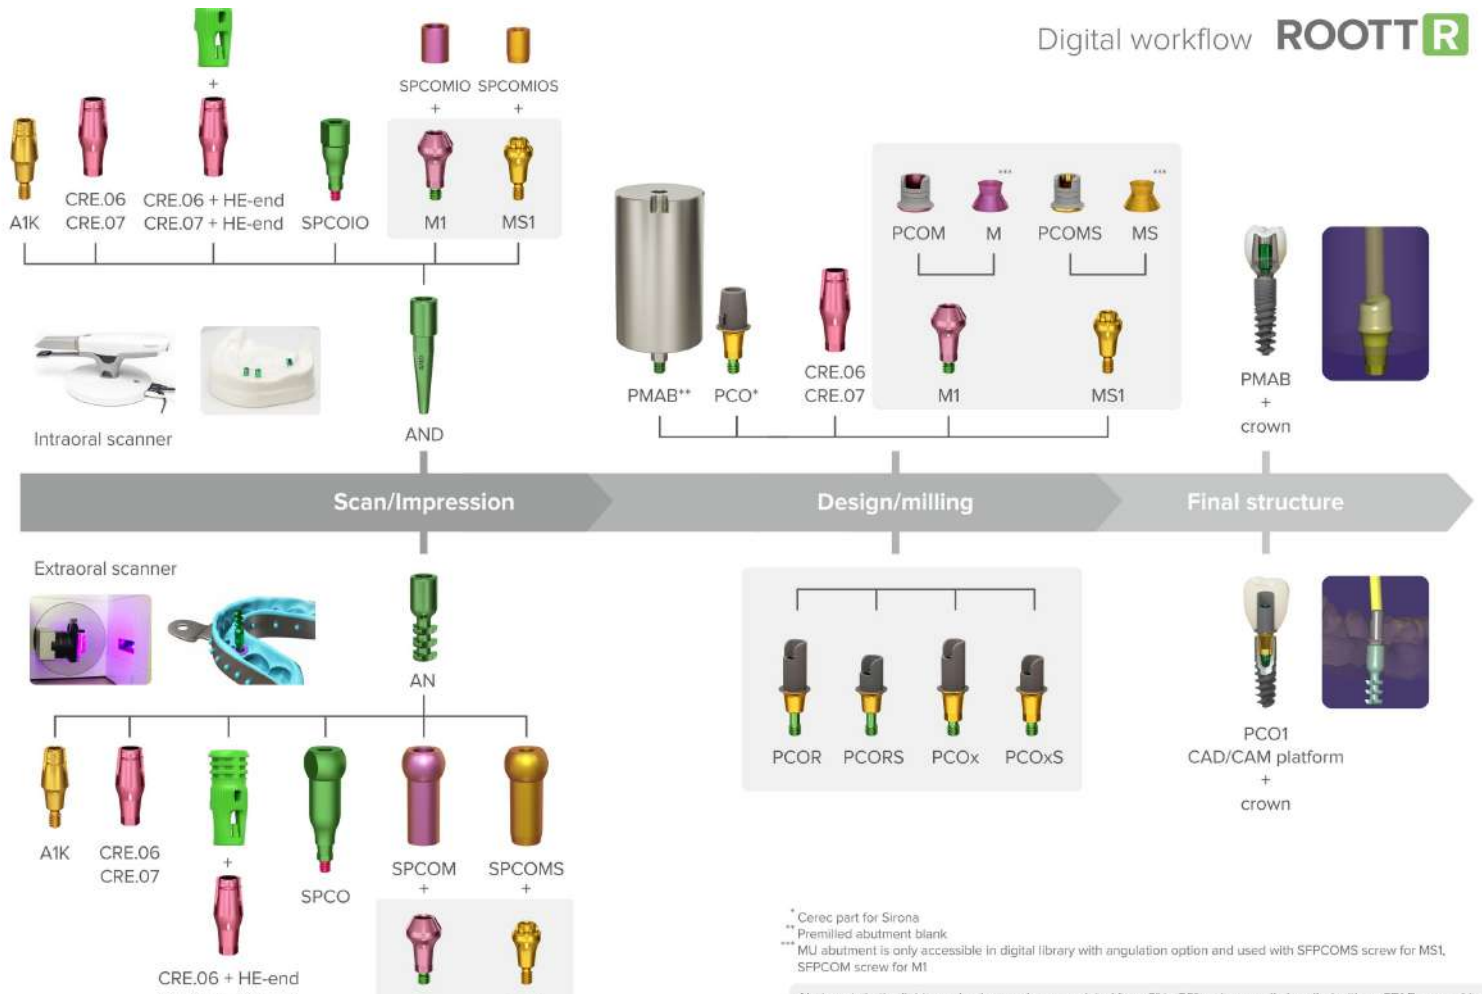 Digital workflow ROOTT R
SPCOMIO SPCOMIOS
+
+ +
CRE.06 CRE.06 + HE-end
A1K CRE.07 CRE.07 + HE-end SPCOIO M1 MS1
*** ***
PCOM M PCOMS MS
AND
CRE.06
PMAB** PCO* CRE.07 M1 MS1
PMAB
+
crown
Intraoral scanner
AND
Scan/Impression Design/milling Final structure
Extraoral scanner
AN
PCOR PCORS PCOx PCOxS
PCO1
CAD/CAM platform
+
crown
A1K CRE.06
CRE.07
+
SPCO
SPCOM SPCOMS
+ +
CRE.06 + HE-end
* Cerec part for Sirona
** Premilled abutment blank
*** MU abutment is only accessible in digital library with angulation option and used with SFPCOMS screw for MS1,
SFPCOM screw for M1